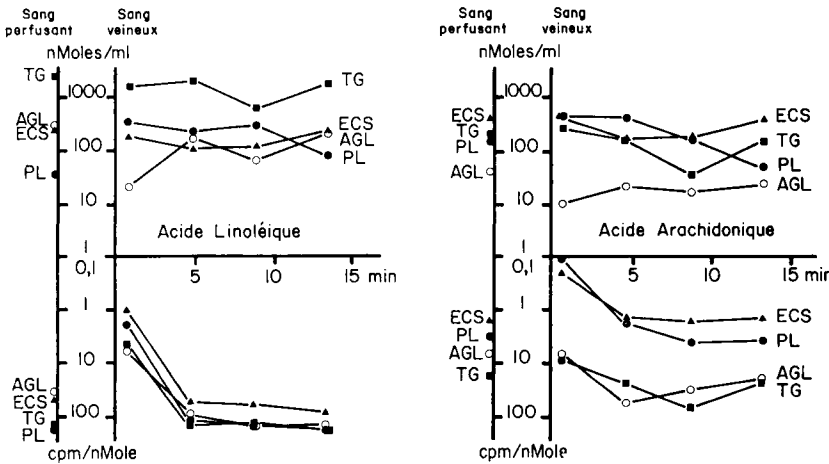 Sang perfusant
Sang veineux
nMoles/ml
TG
AGL
ECS
PL
1000
100
10
1
0,1
1
10
100
TG
ECS
AGL
PL
Acide Linoléique
5
10
15 min
AGL
ECS
TG
PL
cpm/nMole
Sang perfusant
Sang veineux
nMoles/ml
ECS
TG
PL
AGL
1000
100
10
1
0,1
1
10
100
ECS
TG
PL
AGL
Acide Arachidonique
5
10
15 min
ECS
PL
AGL
TG
ECS
PL
AGL
TG
cpm/nMole